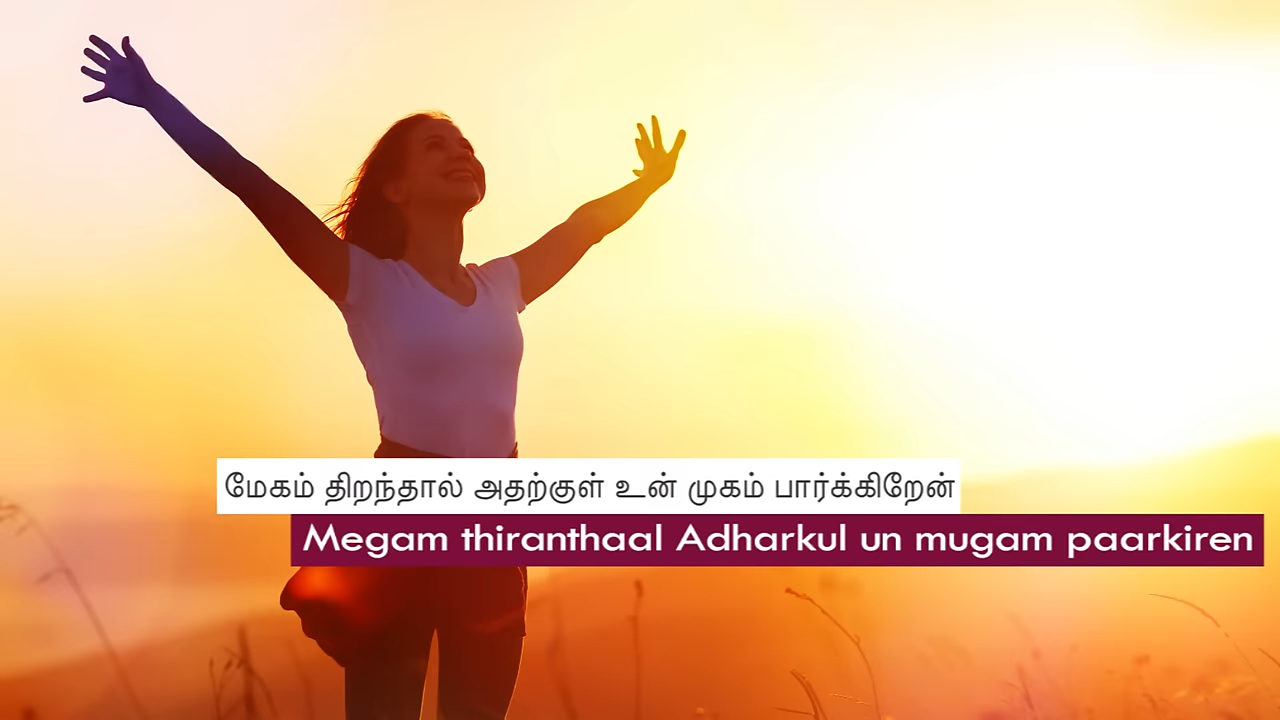 மேகம் திறந்தால் அதற்குள் உன் முகம் பார்க்கிறேன்
Megam thiranthaal Adharkul un mugam paarkiren